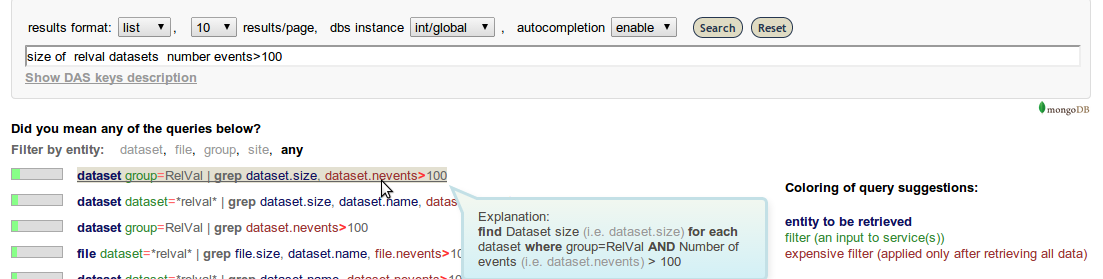 results format: list , 10 results/page, dbs instance int/global , autocompletion enable Search Reset
size of relval datasets number events>100
Show DAS keys description
mongoDB
Did you mean any of the queries below?
Filter by entity: dataset, file, group, site, any
dataset group=RelVal | grep dataset.size, dataset.nevents>100
dataset dataset=*relval* | grep dataset.size, dataset.name, datas
dataset group=RelVal | grep dataset.nevents>100
file dataset=*relval* | grep file.size, dataset.name, file.nevents>10
dataset dataset=*relval* | grep dataset.name, dataset.nevents>100
Explanation:
find Dataset size (i.e. dataset.size) for each
dataset where group=RelVal AND Number of
events (i.e. dataset.nevents) > 100
Coloring of query suggestions:
entity to be retrieved
filter (an input to service(s))
expensive filter (applied only after retrieving all data)